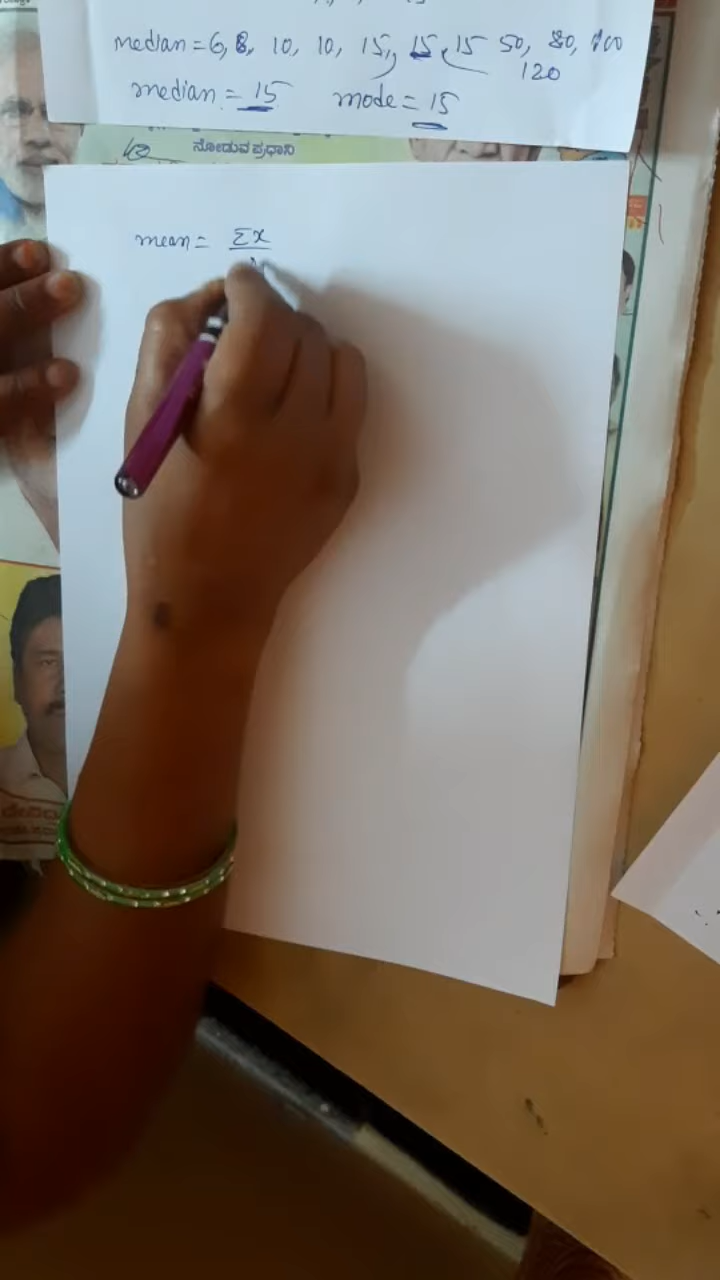 median = 6, 8, 10, 10, 15, 15, 15 50, 80, 100
120
median = 15 mode = 15
ನೋಡುವ ಪ್ರಧಾನಿ
mean = Σx